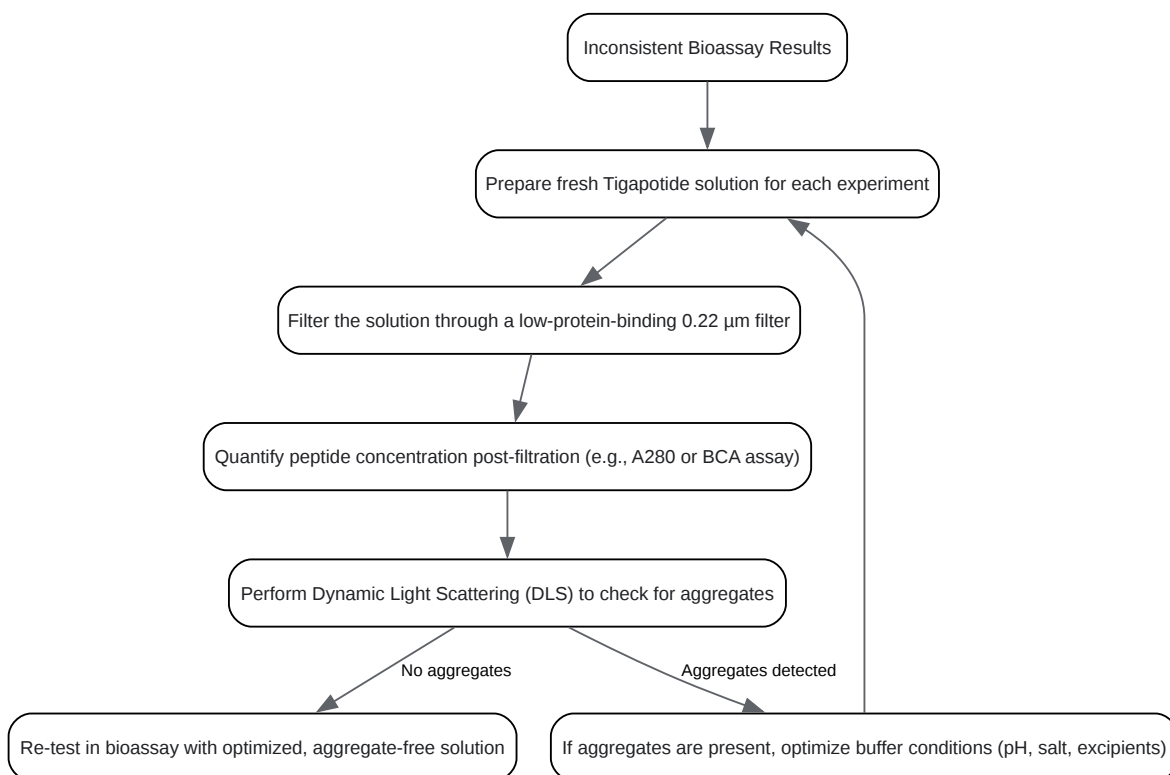 Inconsistent Bioassay Results
Prepare fresh Tigapotide solution for each experiment
Filter the solution through a low-protein-binding 0.22 µm filter
Quantify peptide concentration post-filtration (e.g., A280 or BCA assay)
Perform Dynamic Light Scattering (DLS) to check for aggregates
No aggregates
Aggregates detected
Re-test in bioassay with optimized, aggregate-free solution
If aggregates are present, optimize buffer conditions (pH, salt, excipients)